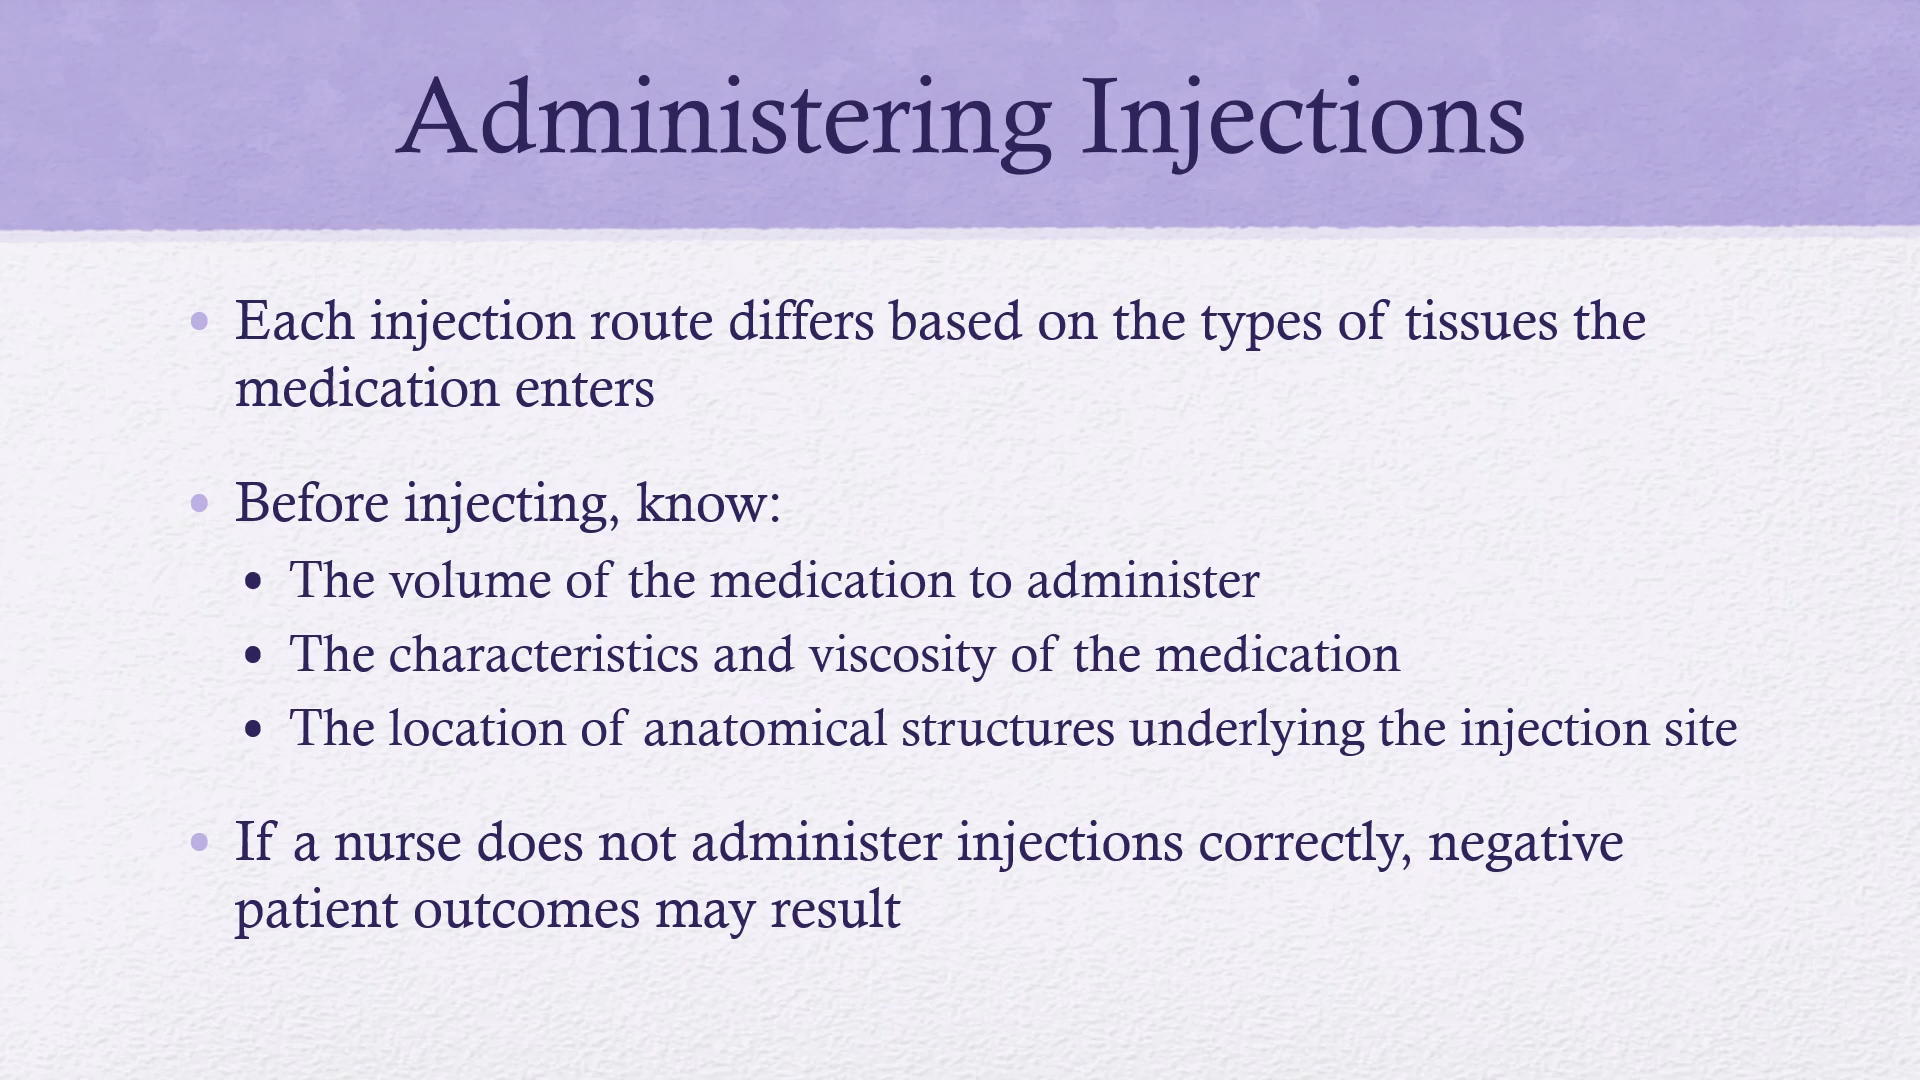 Administering Injections
• Each injection route differs based on the types of tissues the
medication enters
• Before injecting, know:
• The volume of the medication to administer
• The characteristics and viscosity of the medication
• The location of anatomical structures underlying the injection site
• If a nurse does not administer injections correctly, negative
patient outcomes may result